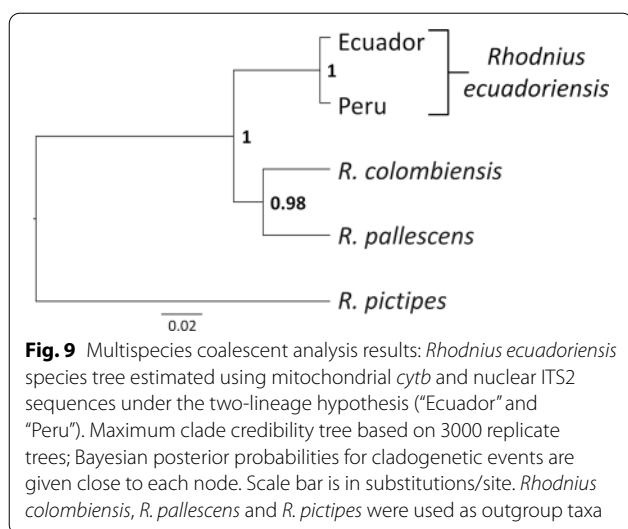 Ecuador
Rhodnius
ecuadoriensis
1
Peru
1
R. colombiensis
0.98
R. pallescens
R. pictipes
0.02
Fig. 9 Multispecies coalescent analysis results: Rhodnius ecuadoriensis
species tree estimated using mitochondrial cytb and nuclear ITS2
sequences under the two-lineage hypothesis (“Ecuador” and
“Peru”). Maximum clade credibility tree based on 3000 replicate
trees; Bayesian posterior probabilities for cladogenetic events are
given close to each node. Scale bar is in substitutions/site. Rhodnius
colombiensis, R. pallescens and R. pictipes were used as outgroup taxa